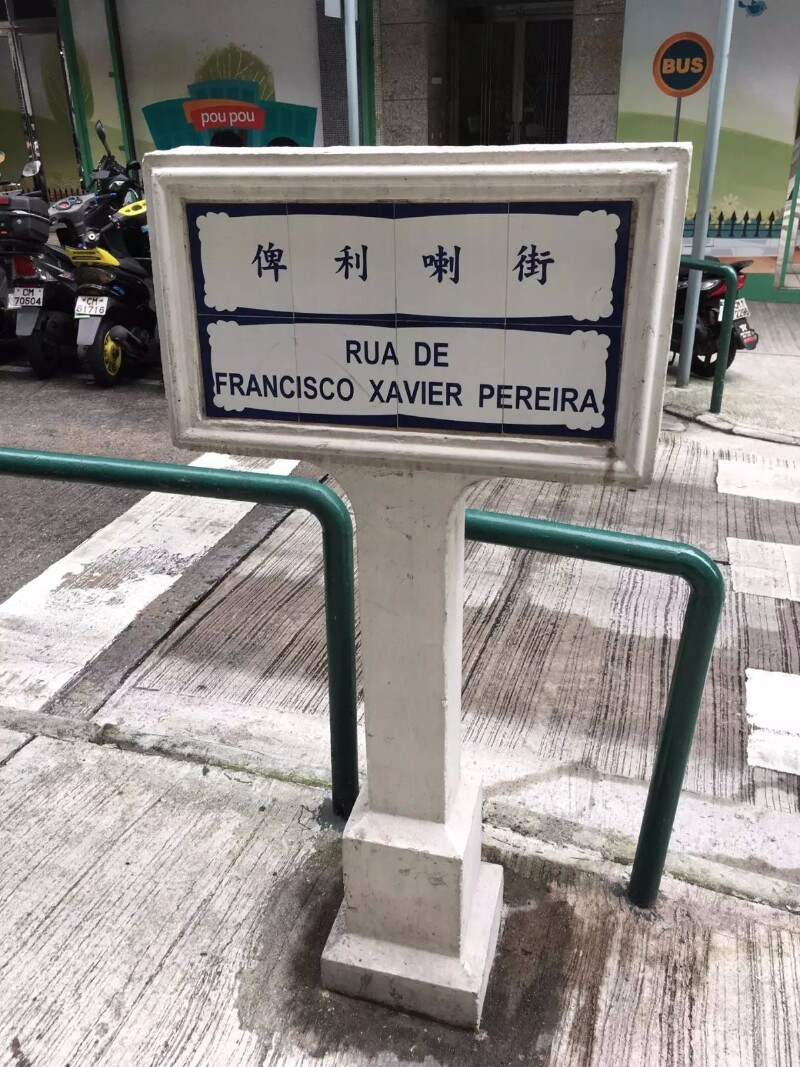 pou pou
BUS
俾利喇街
RUA DE
FRANCISCO XAVIER PEREIRA
CM
70504
CM
61716